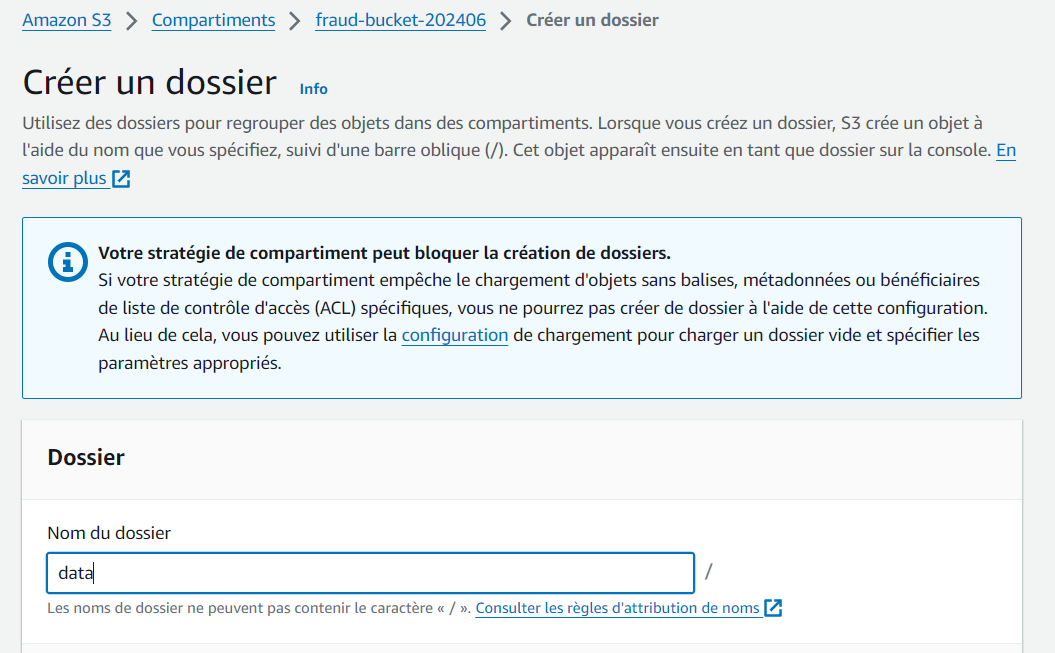 Amazon S3 > Compartiments > fraud-bucket-202406 > Créer un dossier
Créer un dossier Info
Utilisez des dossiers pour regrouper des objets dans des compartiments. Lorsque vous créez un dossier, S3 crée un objet à
l'aide du nom que vous spécifiez, suivi d'une barre oblique (/). Cet objet apparaît ensuite en tant que dossier sur la console. En
savoir plus
Votre stratégie de compartiment peut bloquer la création de dossiers.
Si votre stratégie de compartiment empêche le chargement d'objets sans balises, métadonnées ou bénéficiaires
de liste de contrôle d'accès (ACL) spécifiques, vous ne pourrez pas créer de dossier à l'aide de cette configuration.
Au lieu de cela, vous pouvez utiliser la configuration de chargement pour charger un dossier vide et spécifier les
paramètres appropriés.
Dossier
Nom du dossier
data /
Les noms de dossier ne peuvent pas contenir le caractère « / ». Consulter les règles d'attribution de noms